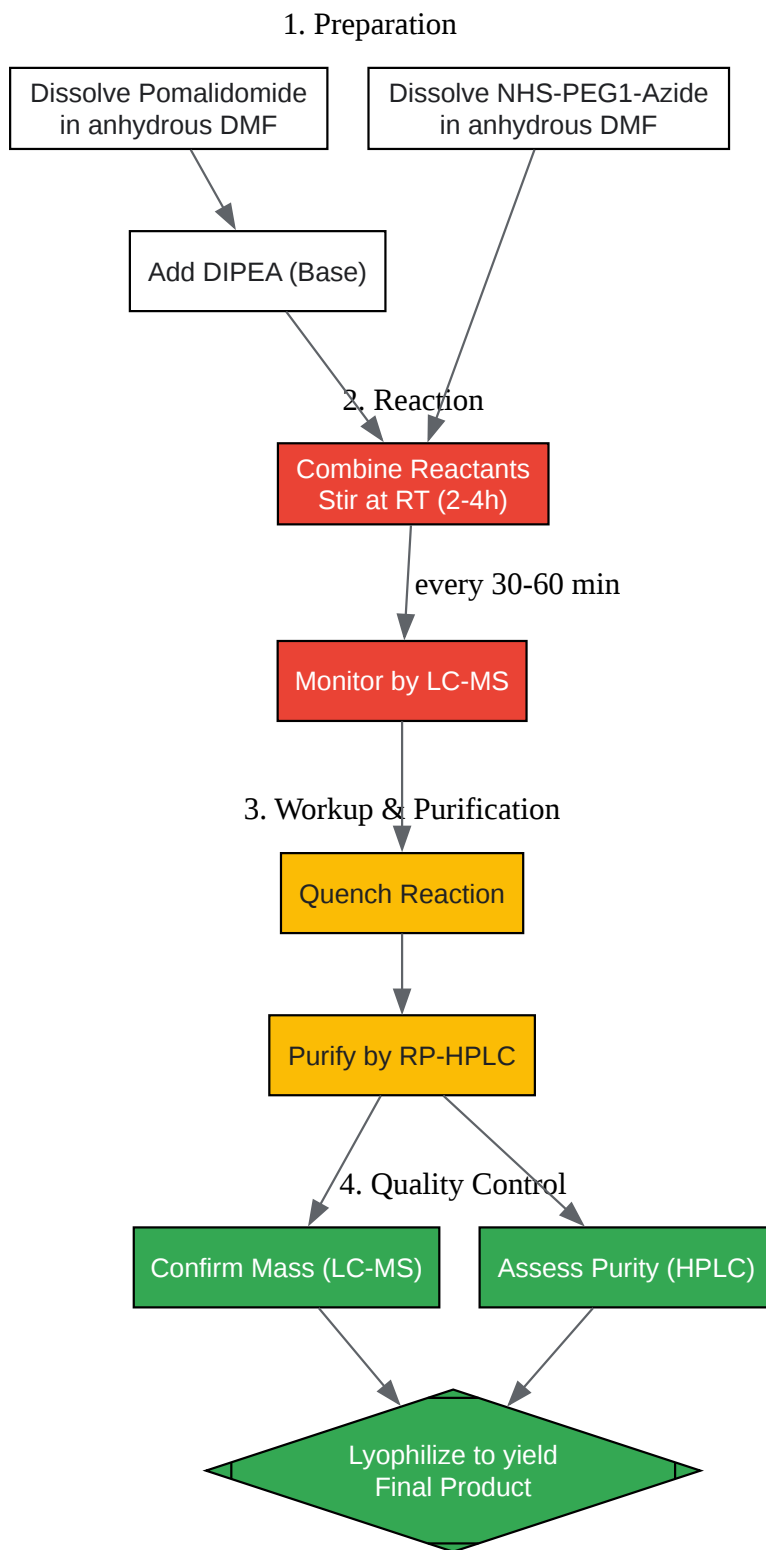 1. Preparation
Dissolve Pomalidomide
in anhydrous DMF
Dissolve NHS-PEG1-Azide
in anhydrous DMF
Add DIPEA (Base)
2. Reaction
Combine Reactants
Stir at RT (2-4h)
every 30-60 min
Monitor by LC-MS
3. Workup & Purification
Quench Reaction
Purify by RP-HPLC
4. Quality Control
Confirm Mass (LC-MS)
Assess Purity (HPLC)
Lyophilize to yield
Final Product